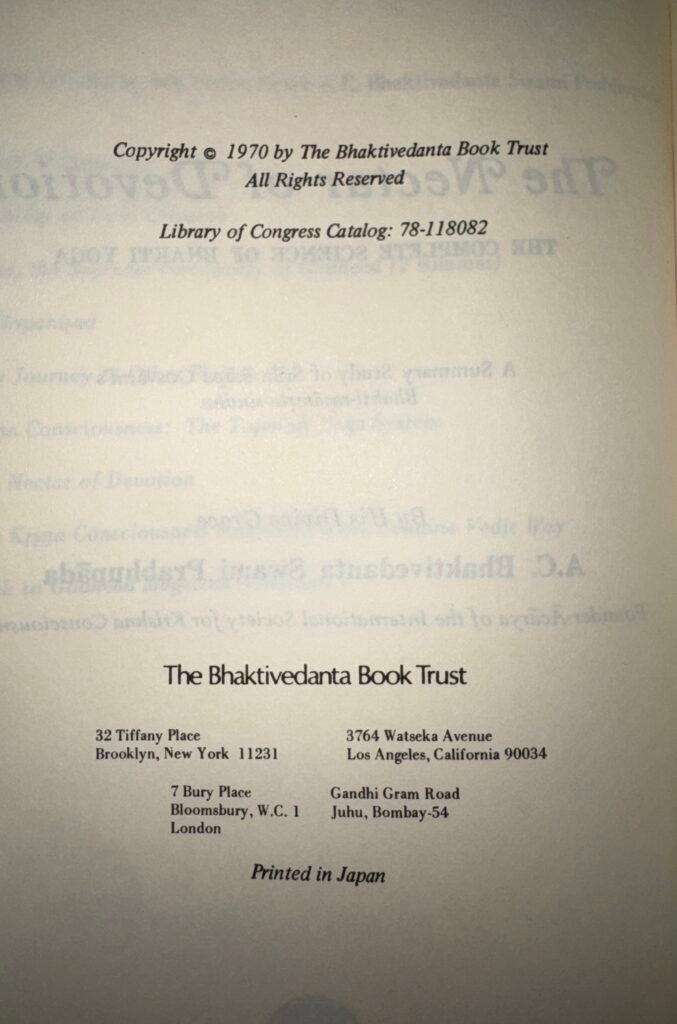 Copyright © 1970 by The Bhaktivedanta Book Trust
All Rights Reserved
Library of Congress Catalog: 78-118082
The Bhaktivedanta Book Trust
32 Tiffany Place
Brooklyn, New York 11231
3764 Watseka Avenue
Los Angeles, California 90034
7 Bury Place
Bloomsbury, W.C. 1
London
Gandhi Gram Road
Juhu, Bombay-54
Printed in Japan